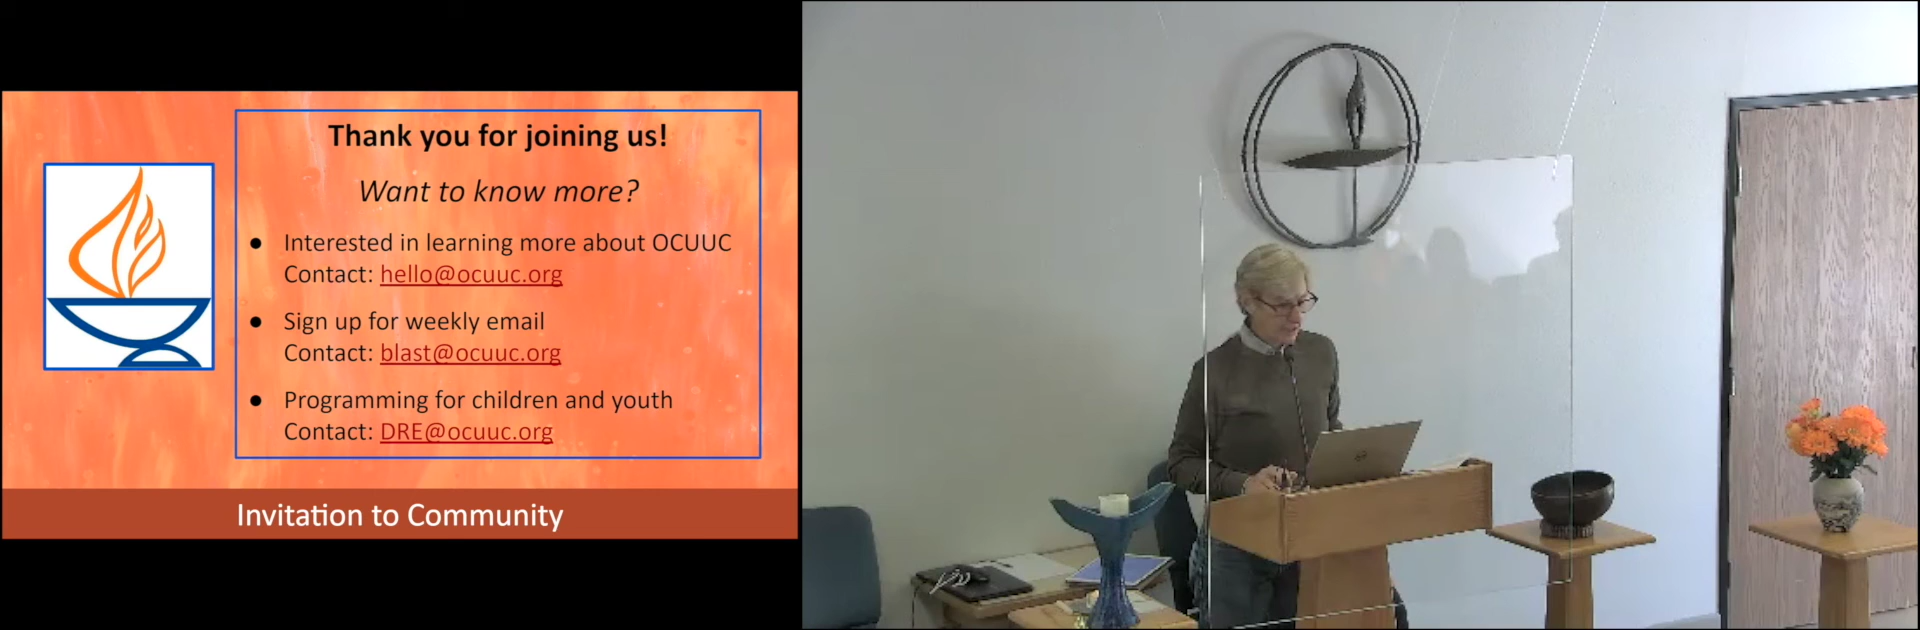 Thank you for joining us!
Want to know more?
● Interested in learning more about OCUUC
Contact: hello@ocuuc.org
● Sign up for weekly email
Contact: blast@ocuuc.org
● Programming for children and youth
Contact: DRE@ocuuc.org
Invitation to Community